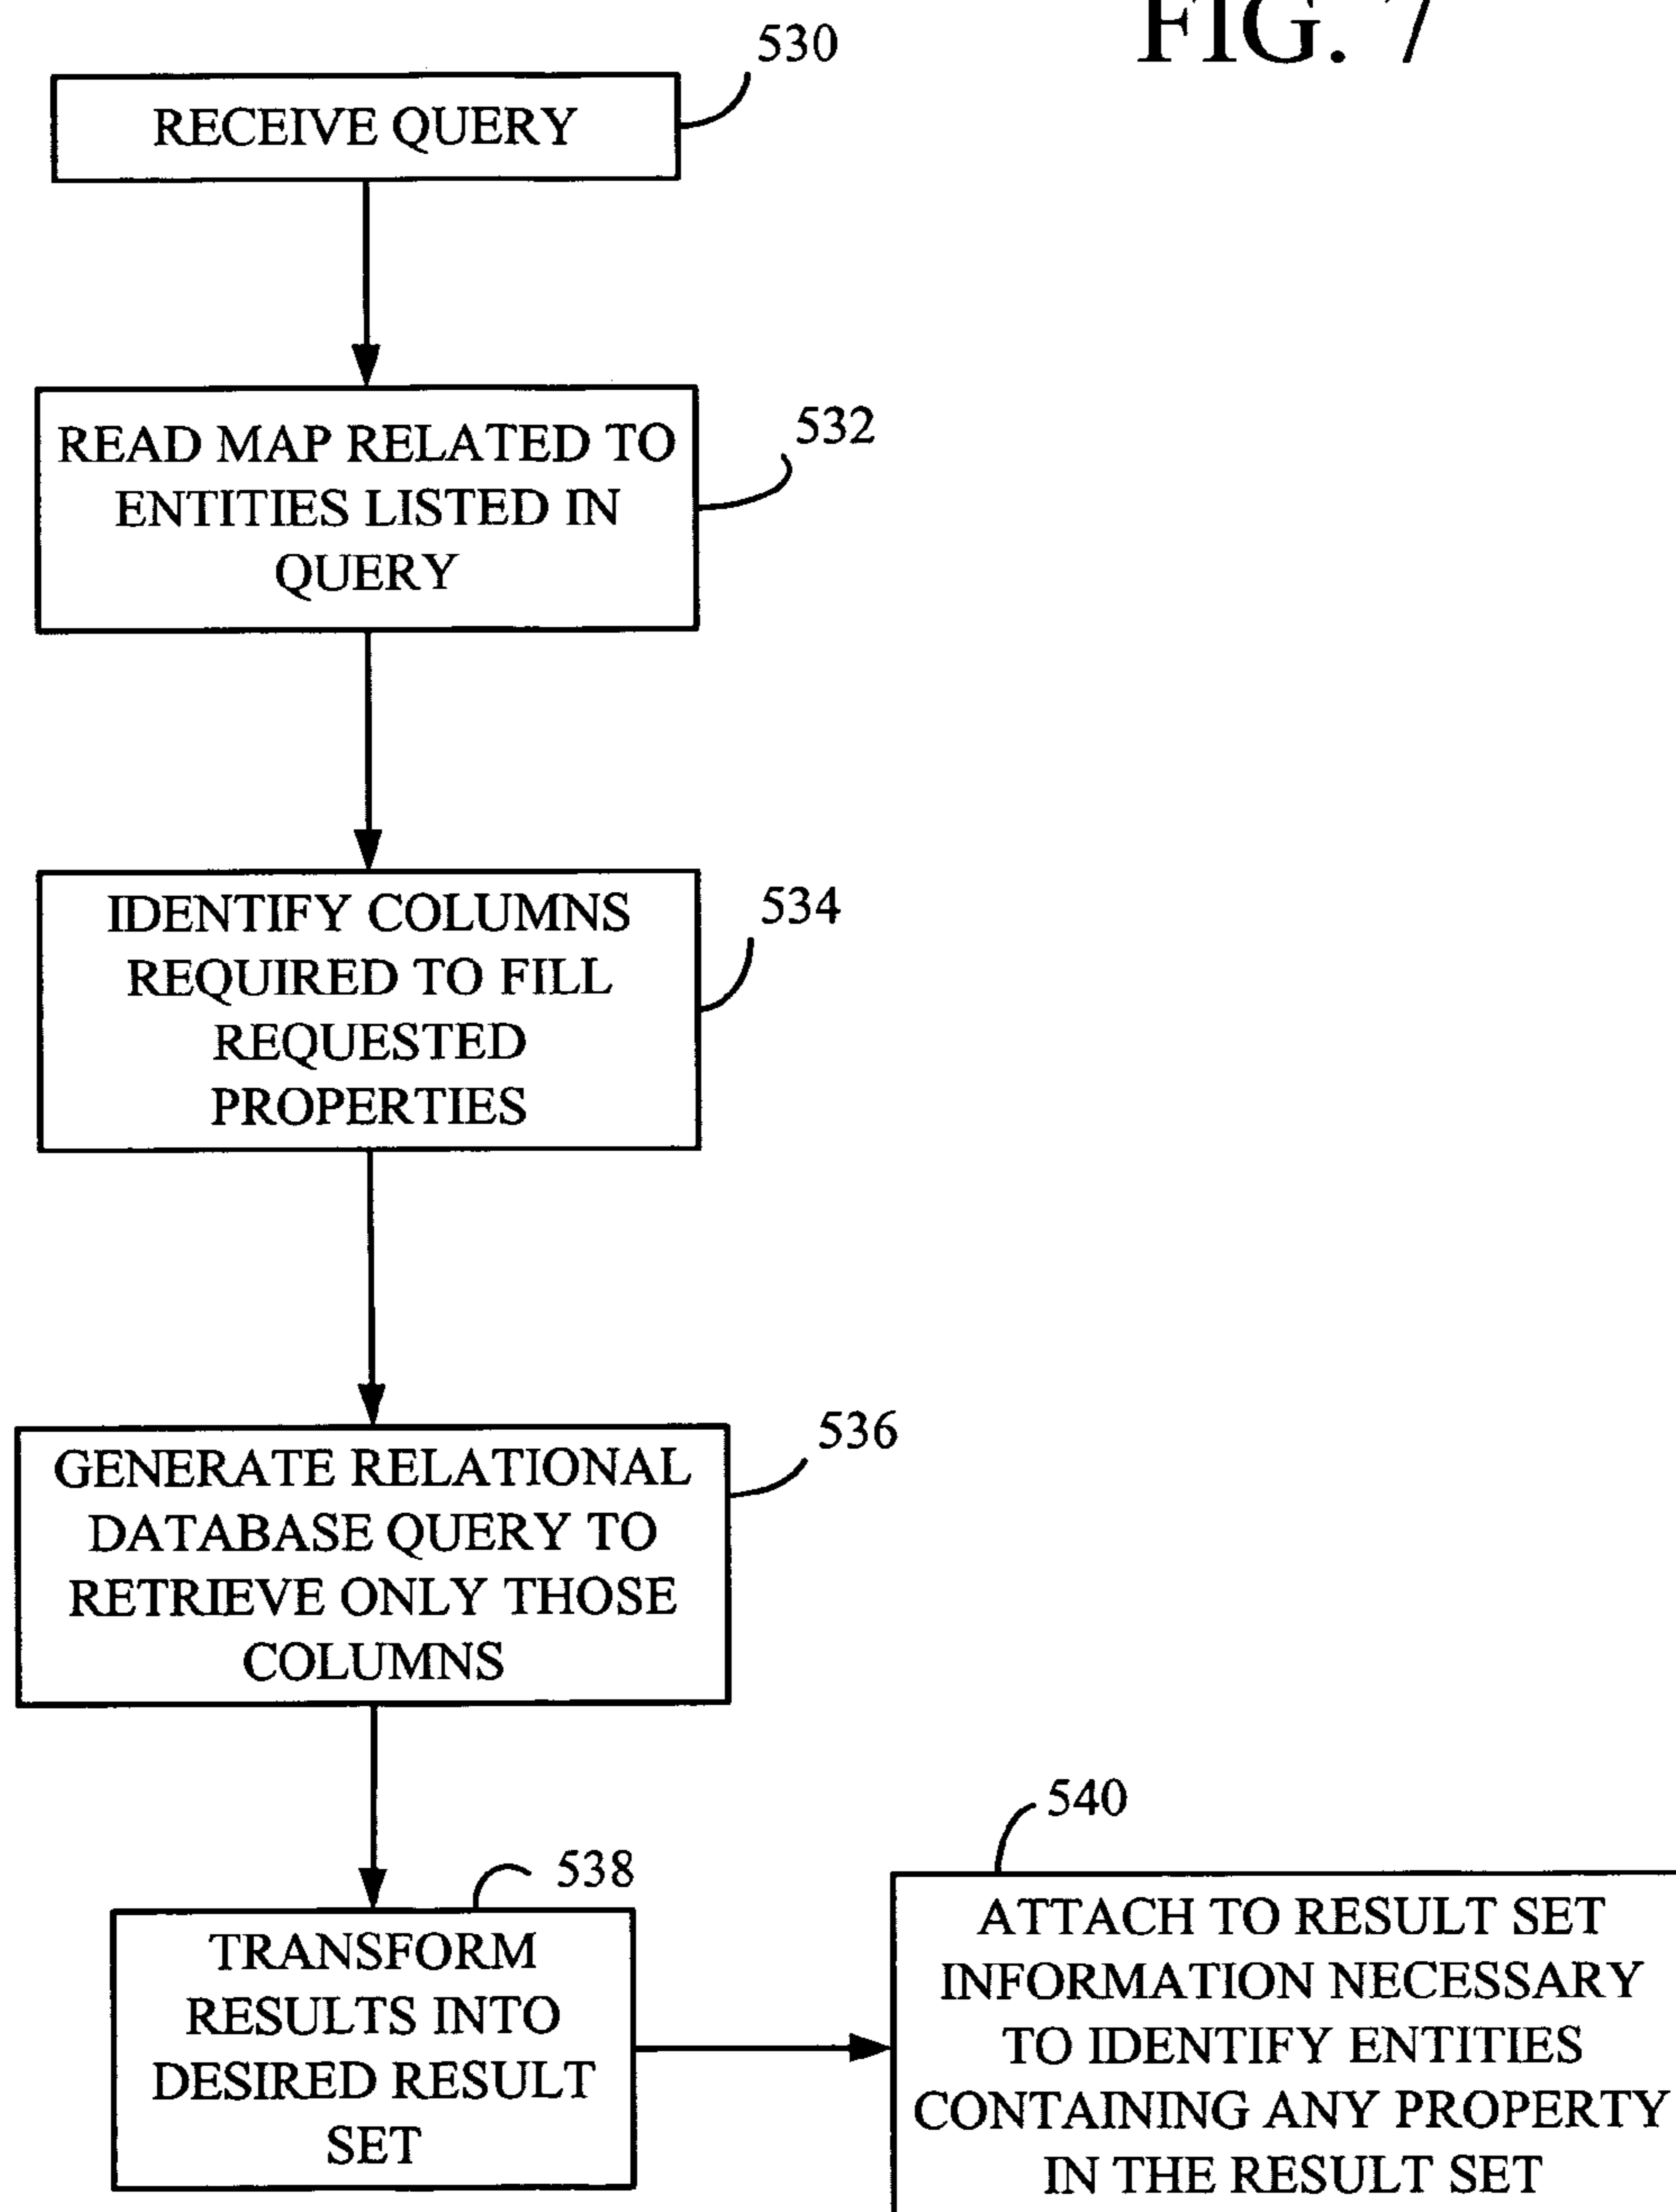 FIG. 7
530
RECEIVE QUERY
532
READ MAP RELATED TO
ENTITIES LISTED IN
QUERY
534
IDENTIFY COLUMNS
REQUIRED TO FILL
REQUESTED
PROPERTIES
536
GENERATE RELATIONAL
DATABASE QUERY TO
RETRIEVE ONLY THOSE
COLUMNS
538
TRANSFORM
RESULTS INTO
DESIRED RESULT
SET
540
ATTACH TO RESULT SET
INFORMATION NECESSARY
TO IDENTIFY ENTITIES
CONTAINING ANY PROPERTY
IN THE RESULT SET